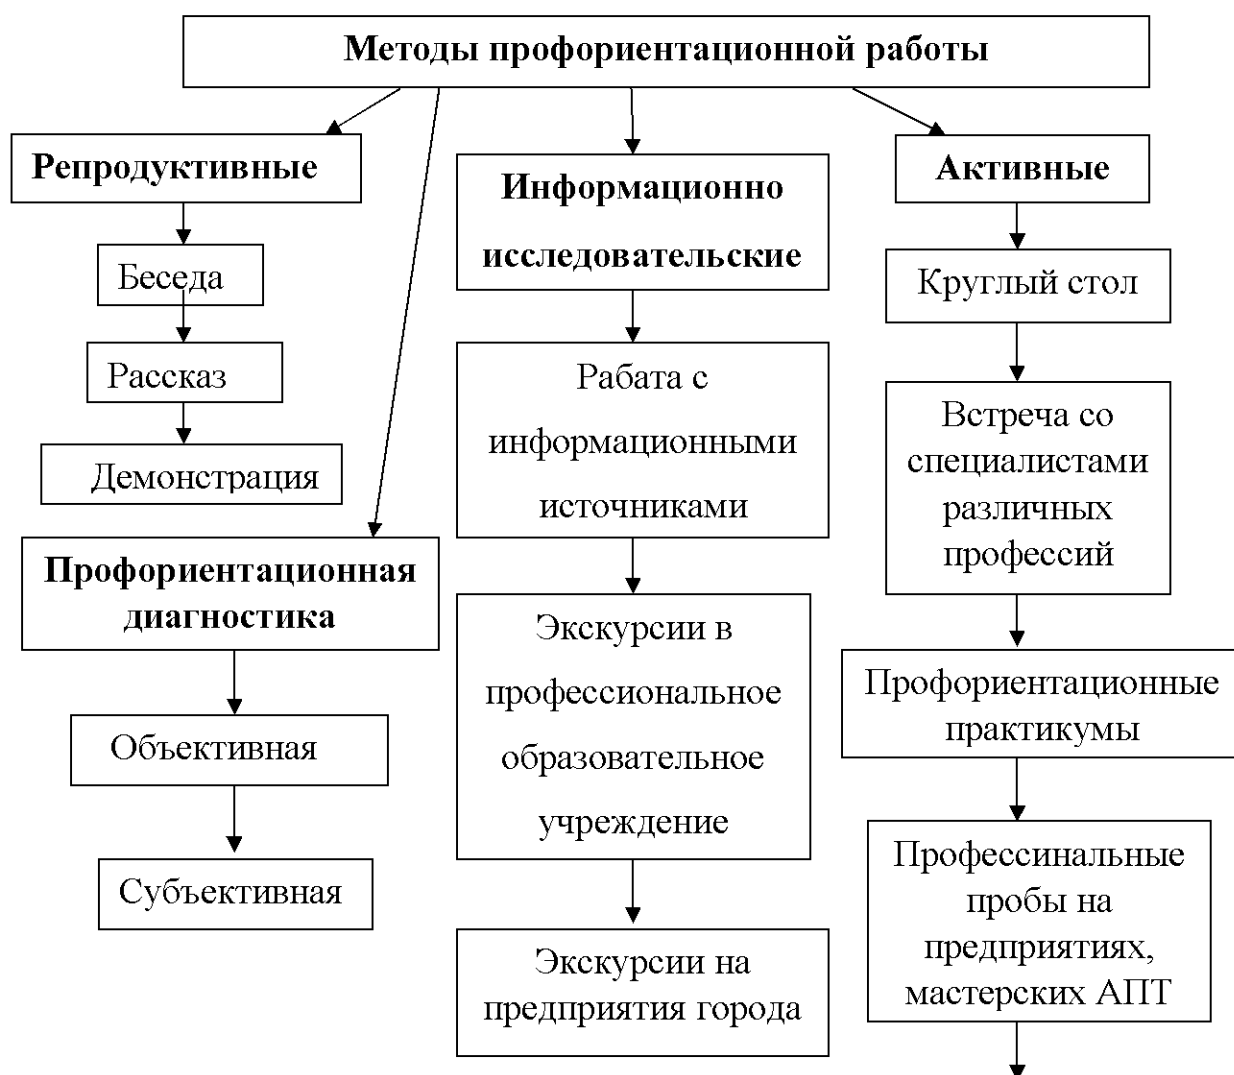 Методы профориентационной работы
Репродуктивные
Беседа
Рассказ
Демонстрация
Профориентационная
диагностика
Объективная
Субъективная
Информационно
исследовательские
Рабата с
информационными
источниками
Экскурсии в
профессиональное
образовательное
учреждение
Экскурсии на
предприятия города
Активные
Круглый стол
Встреча со
специалистами
различных
профессий
Профориентационные
практикумы
Профессинальные
пробы на
предприятиях,
мастерских АПТ